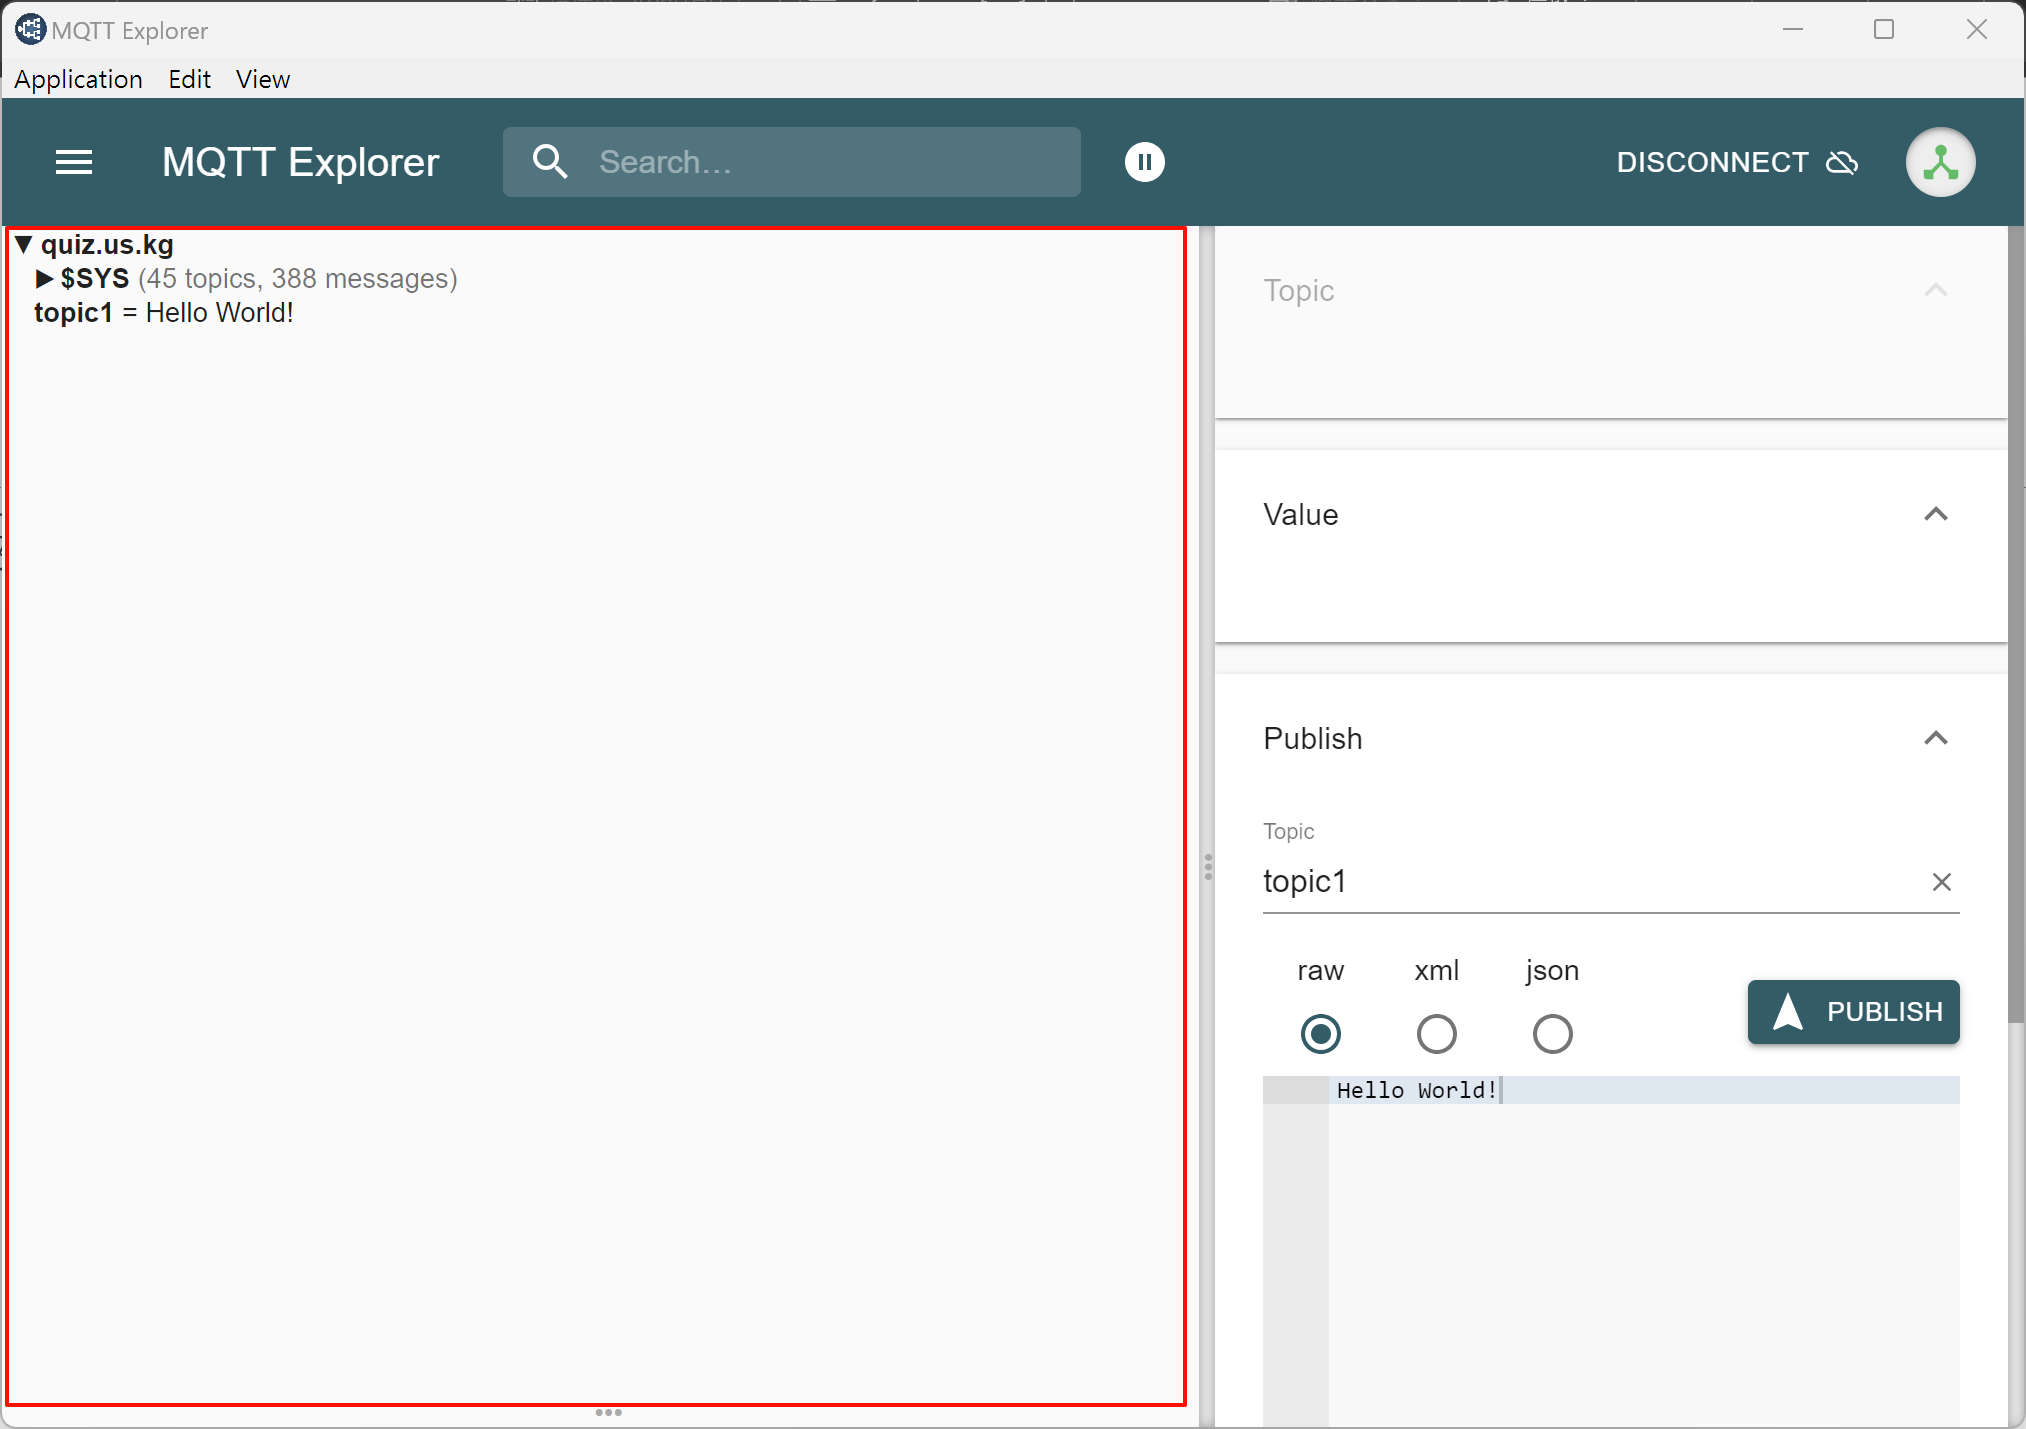 MQTT Explorer
Application Edit View
MQTT Explorer
Search...
DISCONNECT
quiz.us.kg
$SYS (45 topics, 388 messages)
topic1 = Hello World!
Topic
Value
Publish
Topic
topic1
raw xml json
PUBLISH
Hello World!